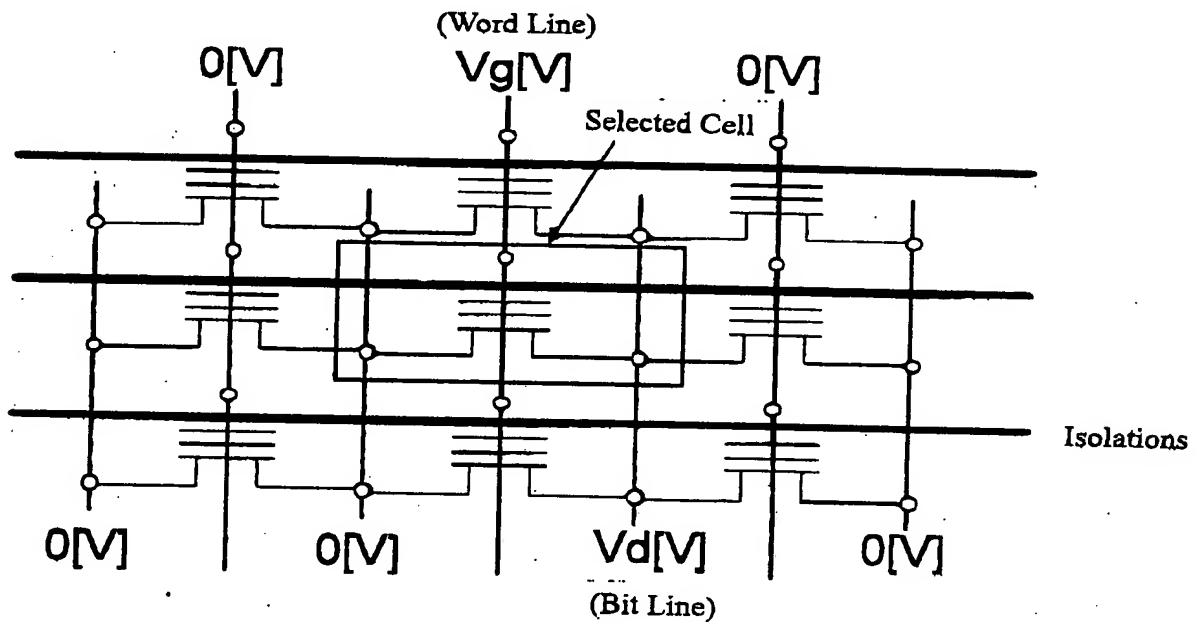 (Word Line)
0[V]
Vg[V]
0[V]
Selected Cell
Isolations
0[V]
0[V]
Vd[V]
0[V]
(Bit Line)